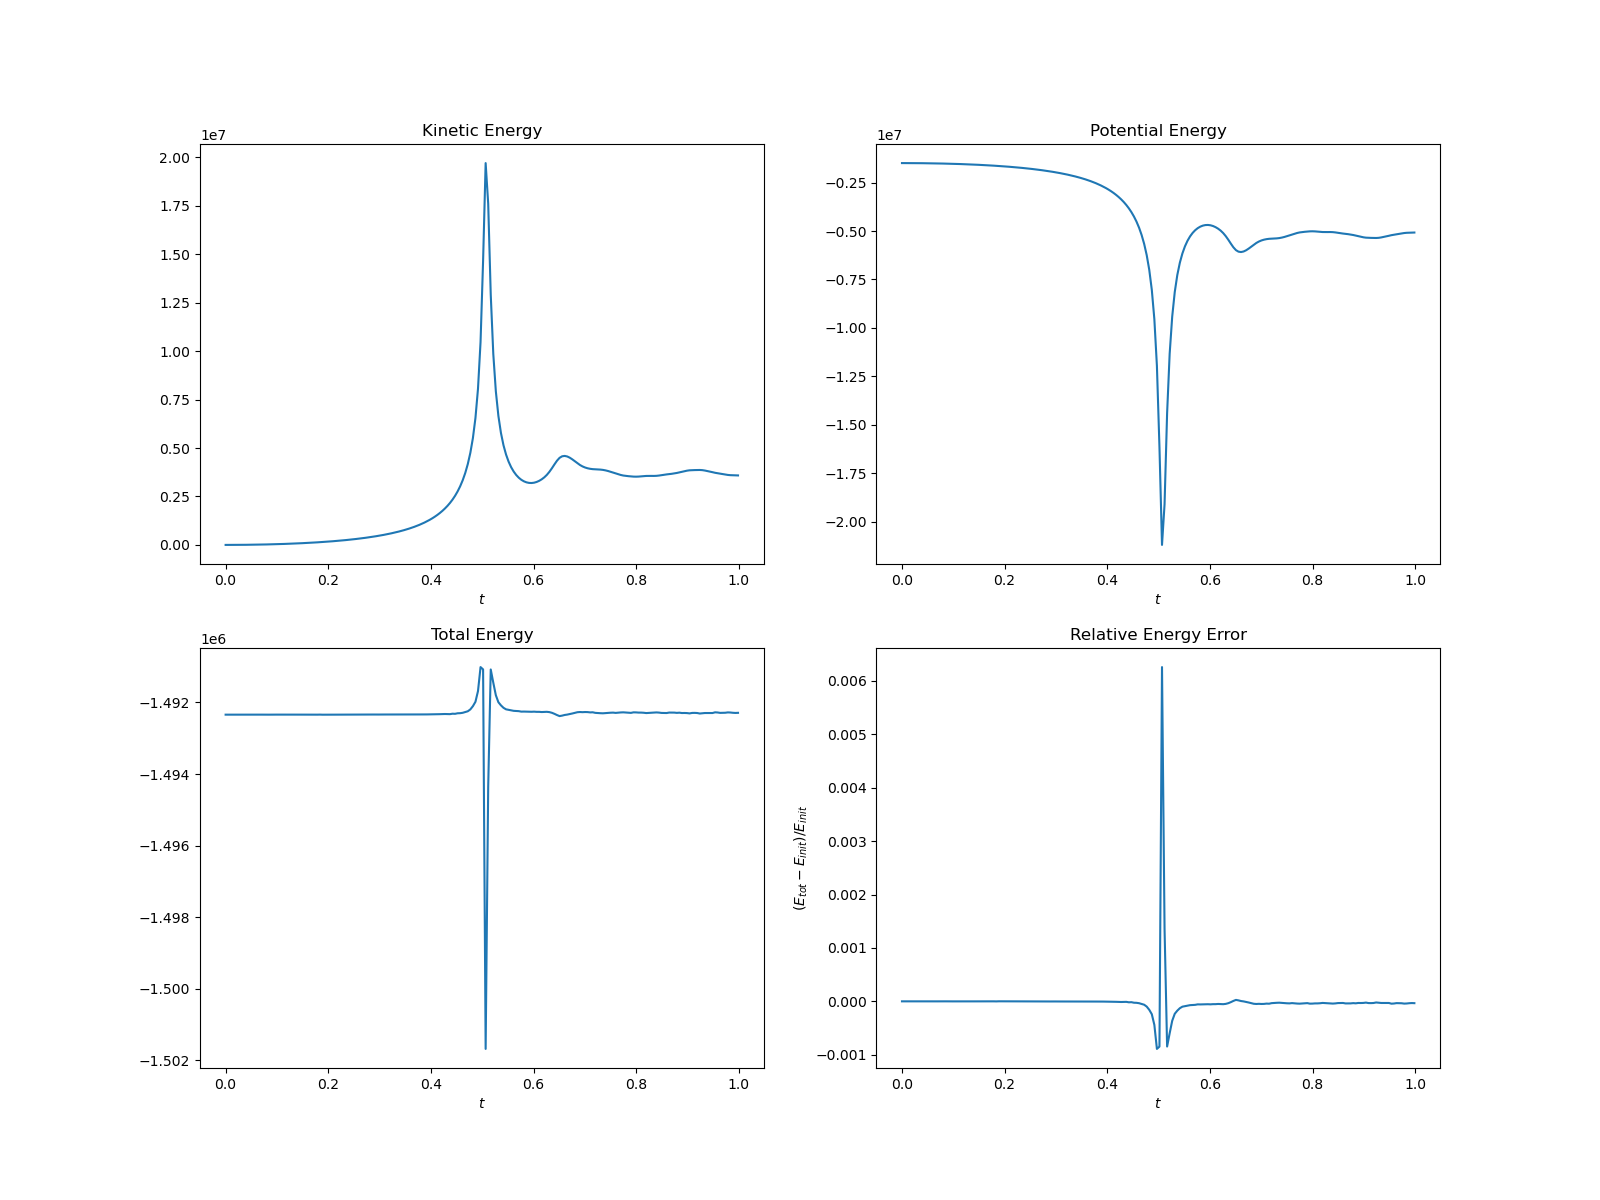 Kinetic Energy
1e7
2.00
1.75
1.50
1.25
1.00
0.75
0.50
0.25
0.00
0.0 0.2 0.4 0.6 0.8 1.0
t
Potential Energy
1e7
−0.25
−0.50
−0.75
−1.00
−1.25
−1.50
−1.75
−2.00
0.0 0.2 0.4 0.6 0.8 1.0
t
Total Energy
1e6
−1.492
−1.494
−1.496
−1.498
−1.500
−1.502
0.0 0.2 0.4 0.6 0.8 1.0
t
Relative Energy Error
(E_{tot} − E_{init})/E_{init}
0.006
0.005
0.004
0.003
0.002
0.001
0.000
−0.001
0.0 0.2 0.4 0.6 0.8 1.0
t